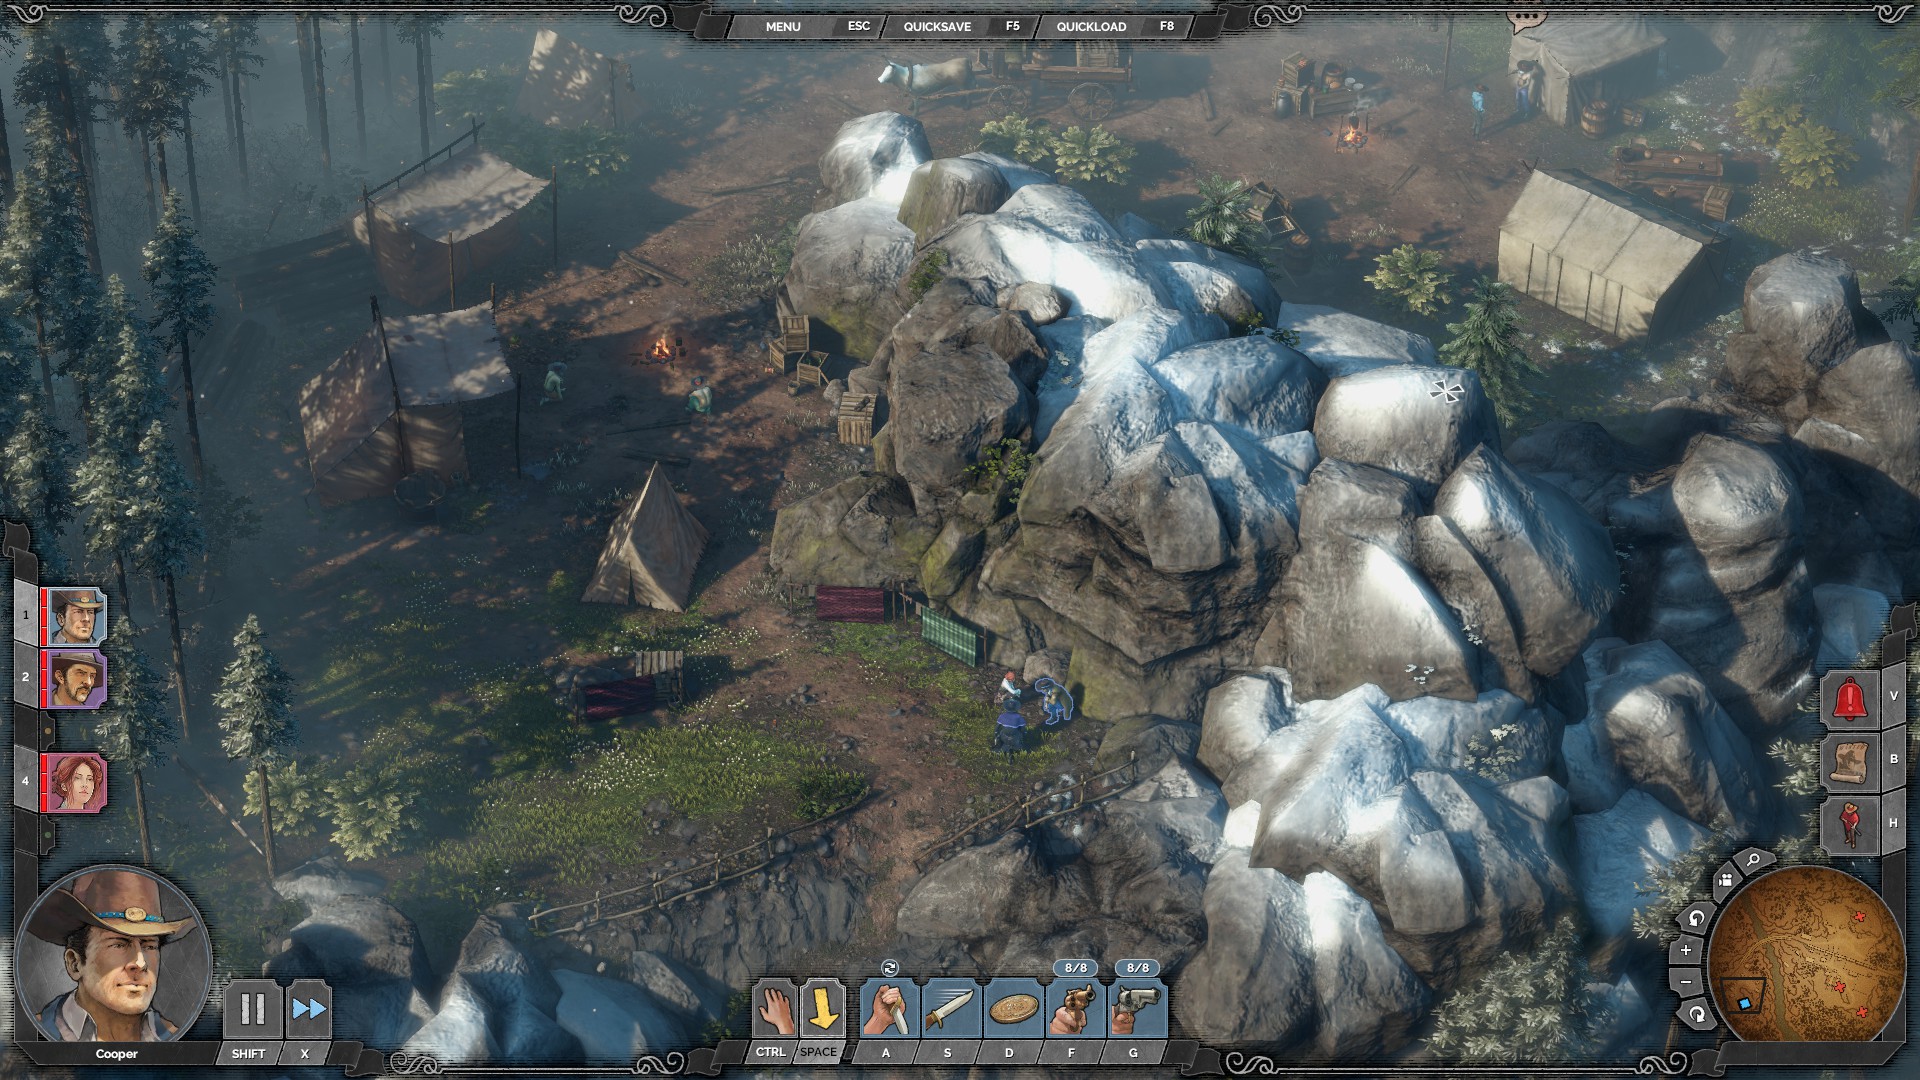 MENU ESC QUICKSAVE F5 QUICKLOAD F8
1
2
4
V
B
H
8/8 8/8
Cooper
SHIFT X
CTRL SPACE A S D F G